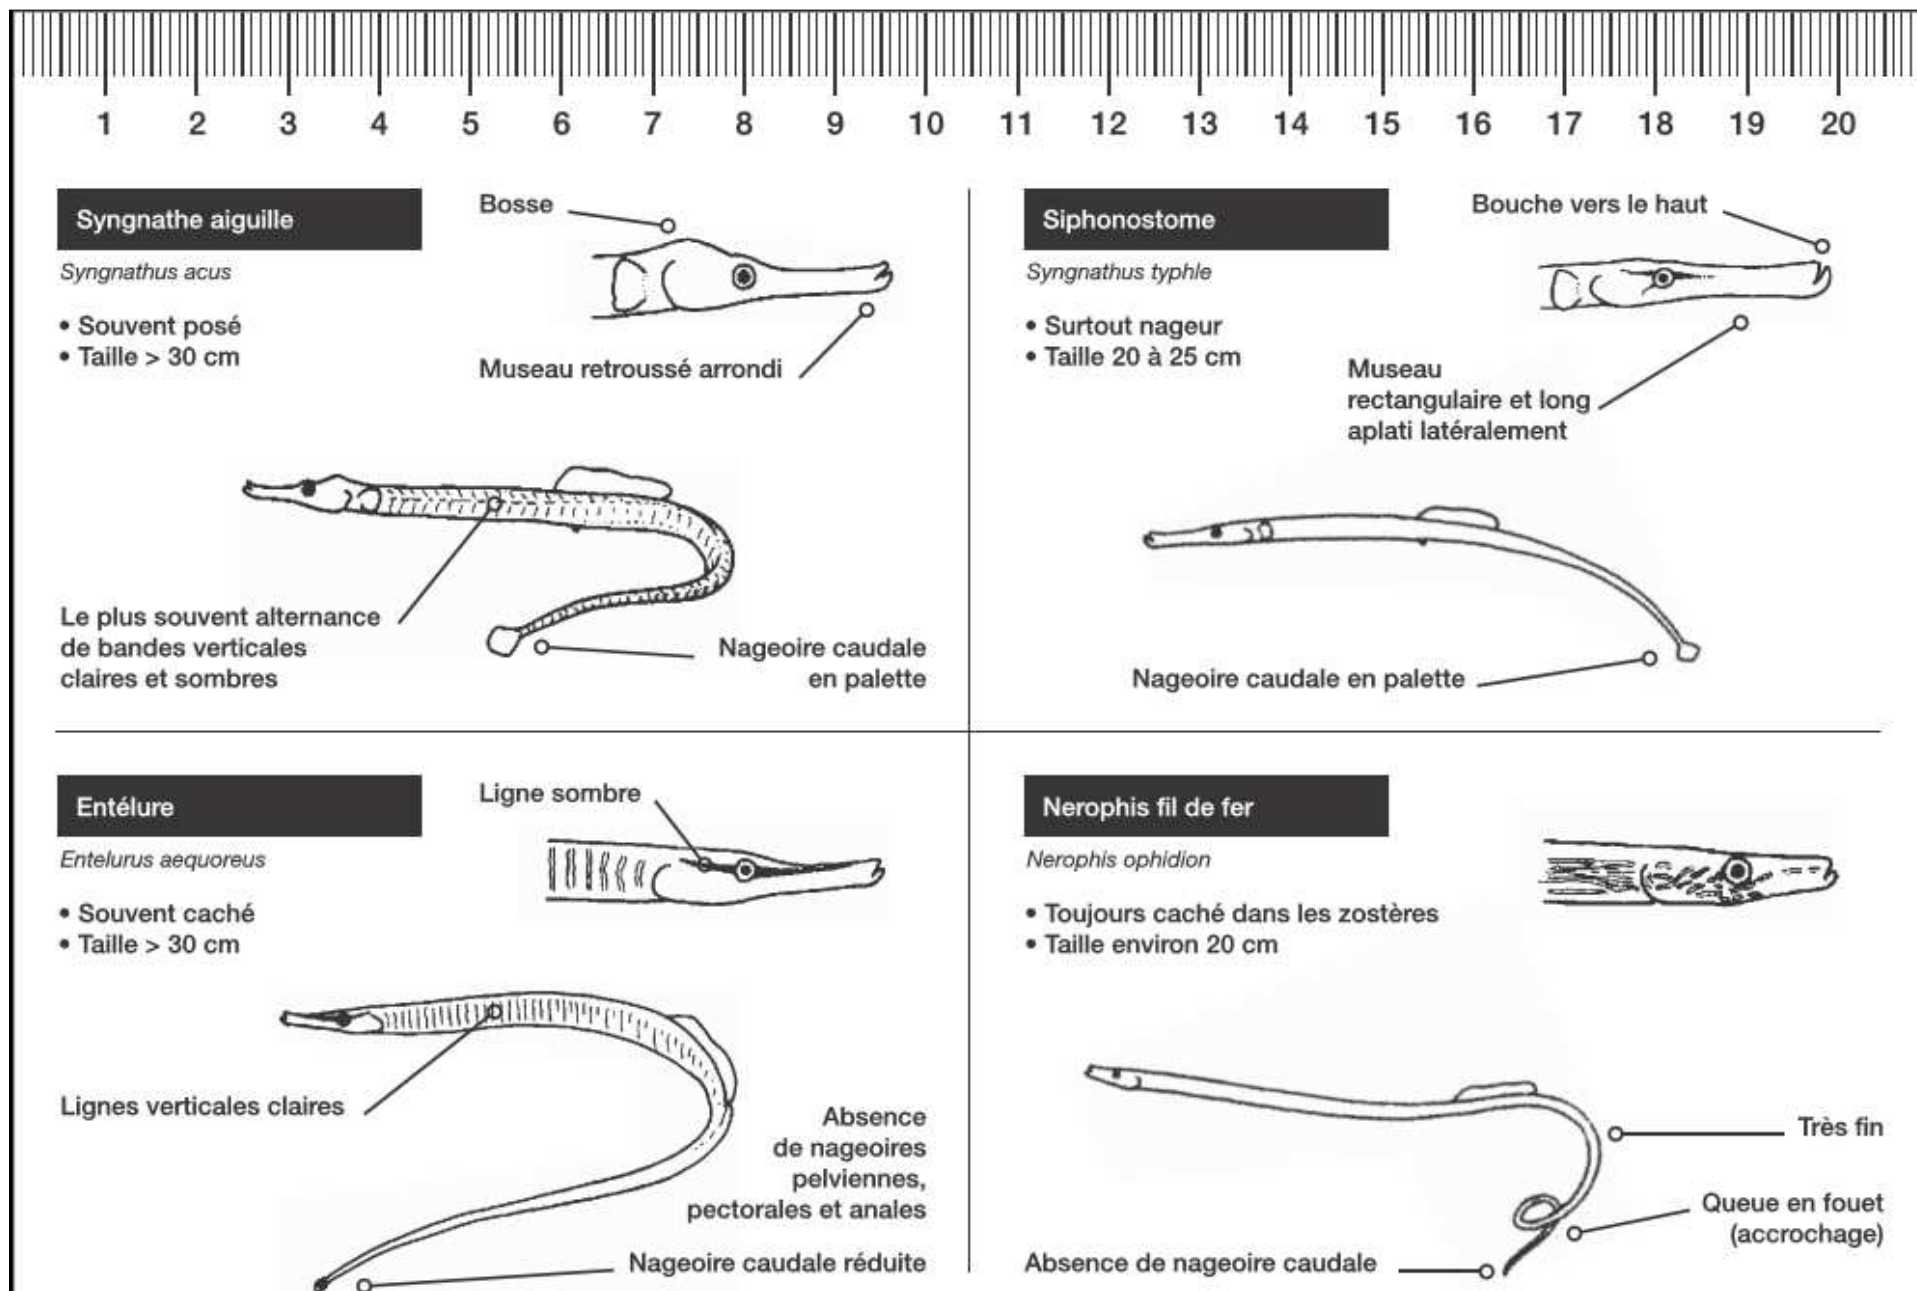 1 2 3 4 5 6 7 8 9 10 11 12 13 14 15 16 17 18 19 20
Syngnathe aiguille
Syngnathus acus
• Souvent posé
• Taille > 30 cm
Bosse
Museau retroussé arrondi
Le plus souvent alternance
de bandes verticales
claires et sombres
Nageoire caudale
en palette
Siphonostome
Syngnathus typhle
• Surtout nageur
• Taille 20 à 25 cm
Bouche vers le haut
Museau
rectangulaire et long
aplati latéralement
Nageoire caudale en palette
Entélure
Entelurus aequoreus
• Souvent caché
• Taille > 30 cm
Ligne sombre
Lignes verticales claires
Absence
de nageoires
pelviennes,
pectorales et anales
Nageoire caudale réduite
Nerophis fil de fer
Nerophis ophidion
• Toujours caché dans les zostères
• Taille environ 20 cm
Très fin
Queue en fouet
(accrochage)
Absence de nageoire caudale